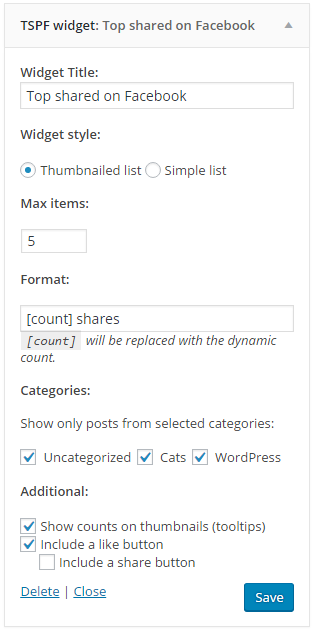 TSPF widget: Top shared on Facebook
Widget Title:
Top shared on Facebook
Widget style:
Thumbnailed list Simple list
Max items:
5
Format:
[count] shares
[count] will be replaced with the dynamic
count.
Categories:
Show only posts from selected categories:
Uncategorized Cats WordPress
Additional:
Show counts on thumbnails (tooltips)
Include a like button
Include a share button
Delete | Close Save